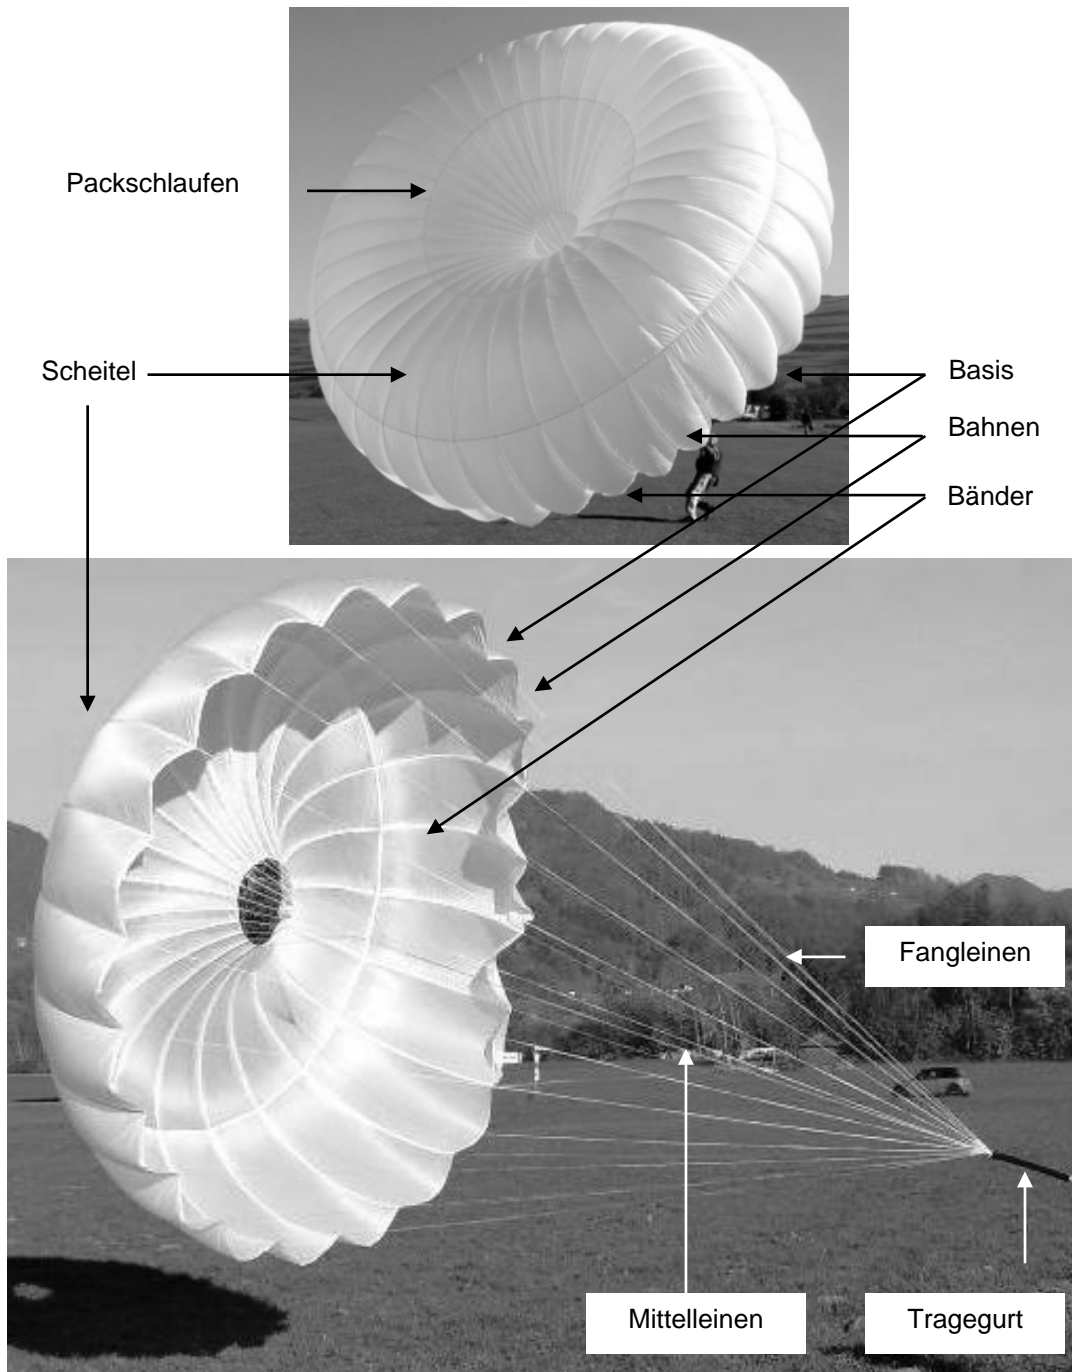 Packschlaufen
Scheitel
Basis
Bahnen
Bänder
Fangleinen
Mittelleinen
Tragegurt